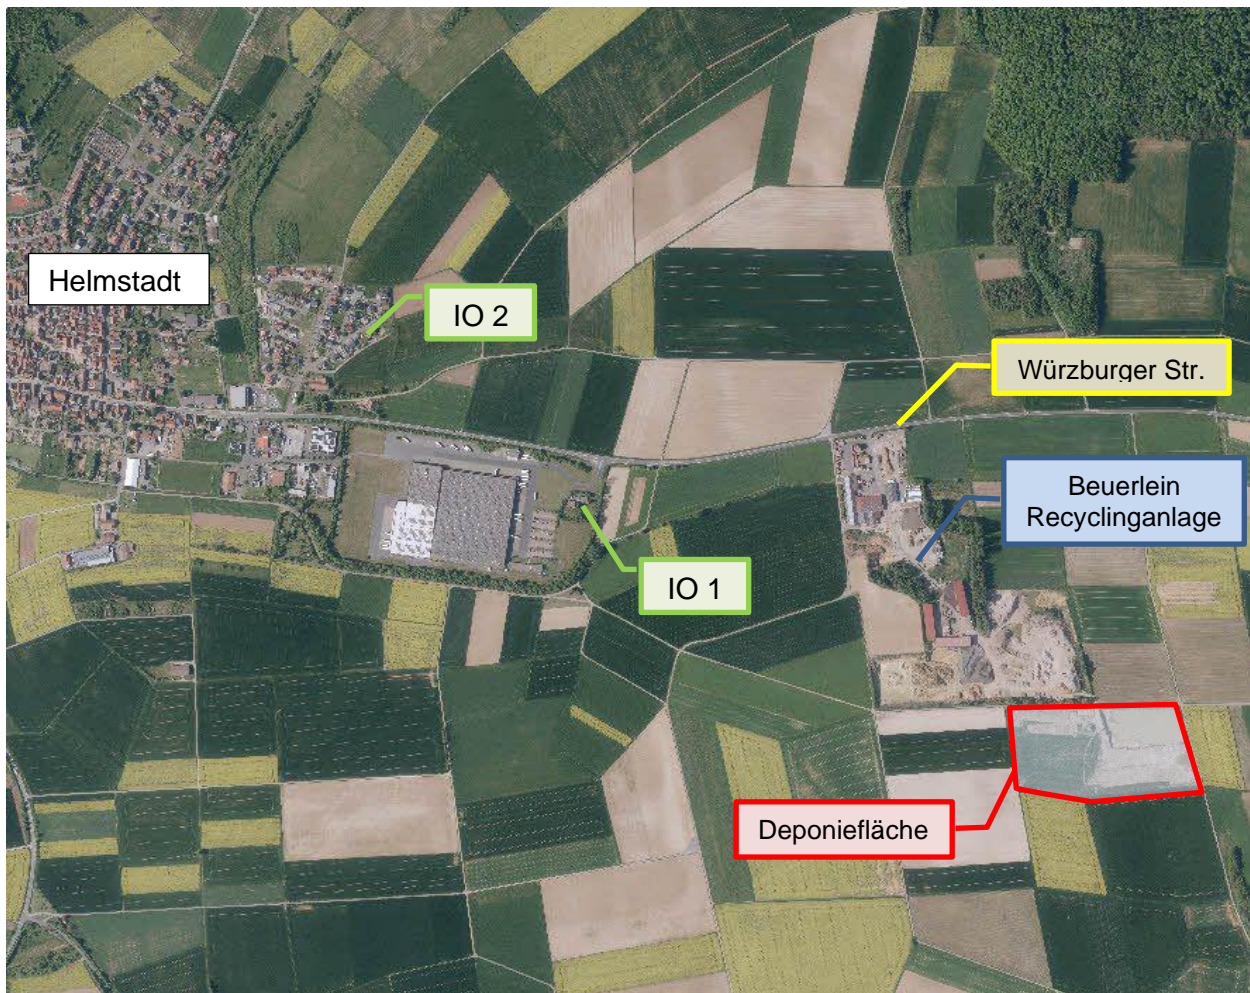 Helmstadt
IO 2
Würzburger Str.
Beuerlein
Recyclinganlage
IO 1
Deponiefläche